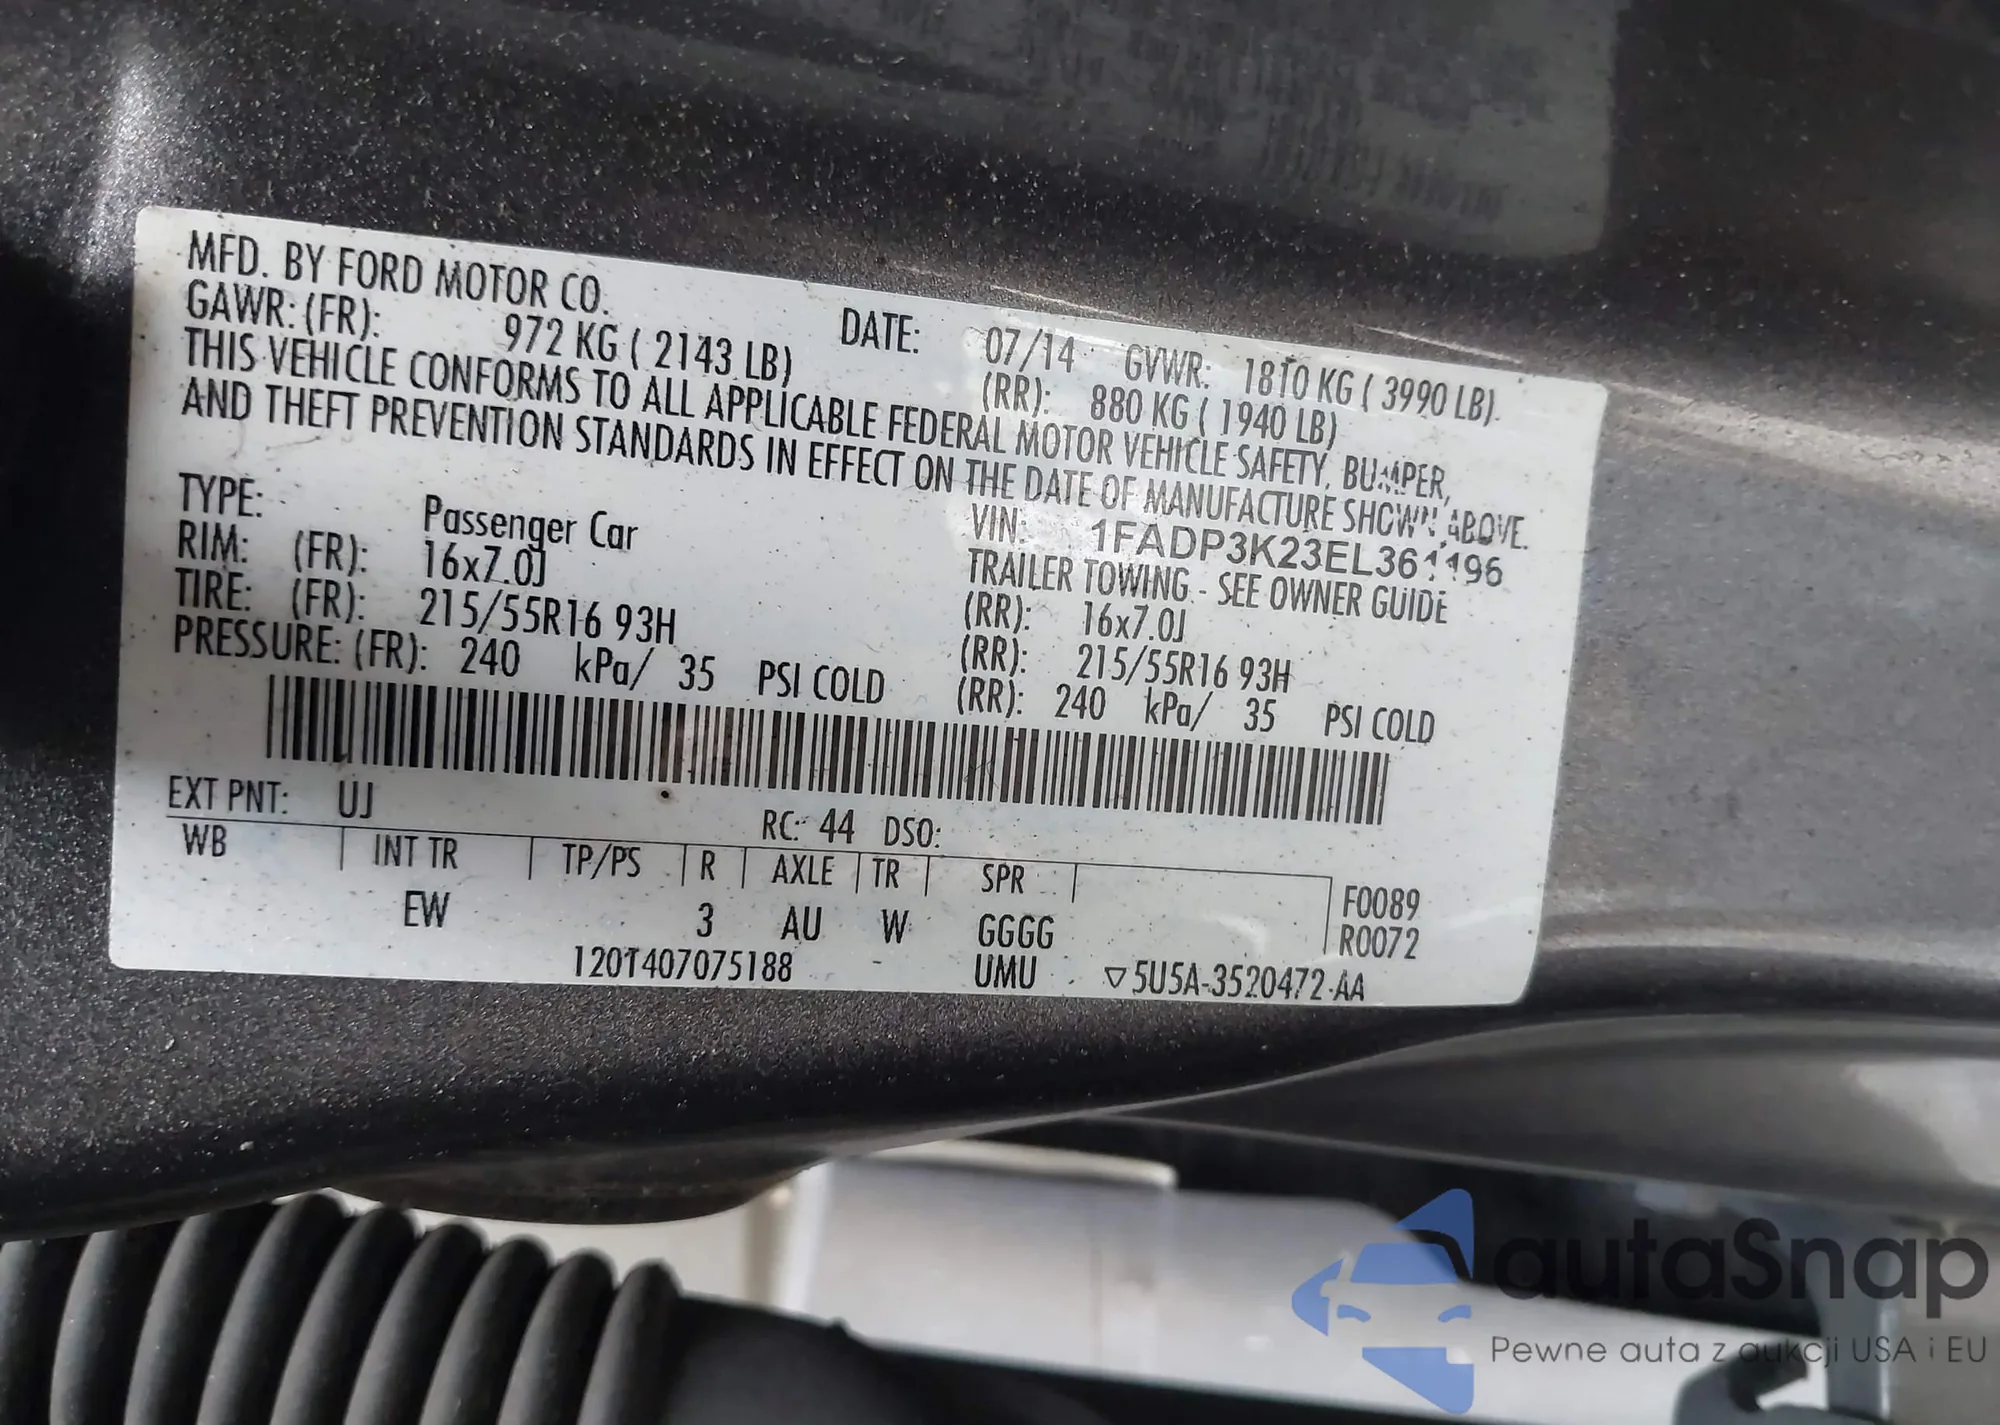 MFD. BY FORD MOTOR CO. DATE: 07/14 GVWR: 1810 KG ( 3990 LB).
GAWR: (FR): 972 KG ( 2143 LB) (RR): 880 KG ( 1940 LB)
THIS VEHICLE CONFORMS TO ALL APPLICABLE FEDERAL MOTOR VEHICLE SAFETY, BUMPER,
AND THEFT PREVENTION STANDARDS IN EFFECT ON THE DATE OF MANUFACTURE SHOWN ABOVE.
VIN: 1FADP3K23EL361196
TYPE: Passenger Car TRAILER TOWING - SEE OWNER GUIDE
RIM: (FR): 16x7.0J (RR): 16x7.0J
TIRE: (FR): 215/55R16 93H (RR): 215/55R16 93H
PRESSURE: (FR): 240 kPa/ 35 PSI COLD (RR): 240 kPa/ 35 PSI COLD
EXT PNT: UJ RC: 44 DSO:
WB INT TR TP/PS R AXLE TR SPR F0089
EW 3 AU W GGGG R0072
120T407075188 UMU ▽5U5A-3520472-AA
autaSnap
Pewne auta z aukcji USA i EU